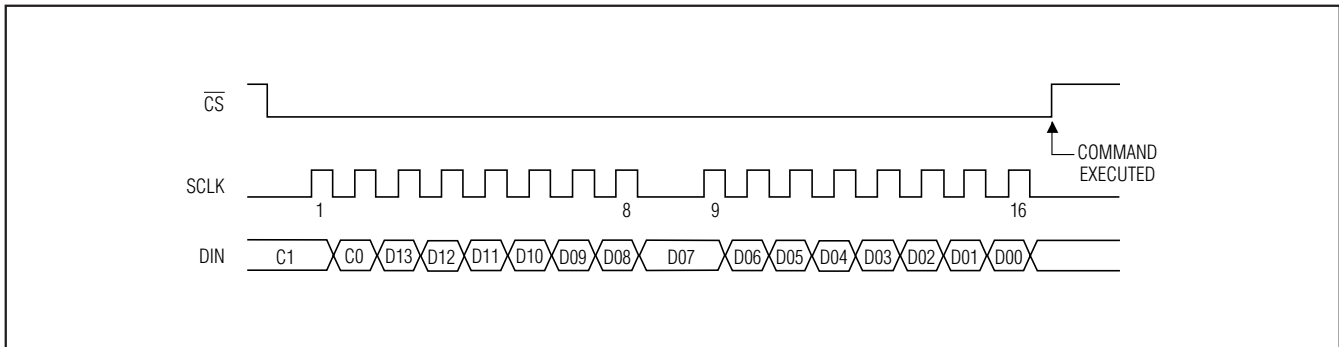 CS
COMMAND
EXECUTED
SCLK
1
8
9
16
DIN
C1
C0
D13
D12
D11
D10
D09
D08
D07
D06
D05
D04
D03
D02
D01
D00